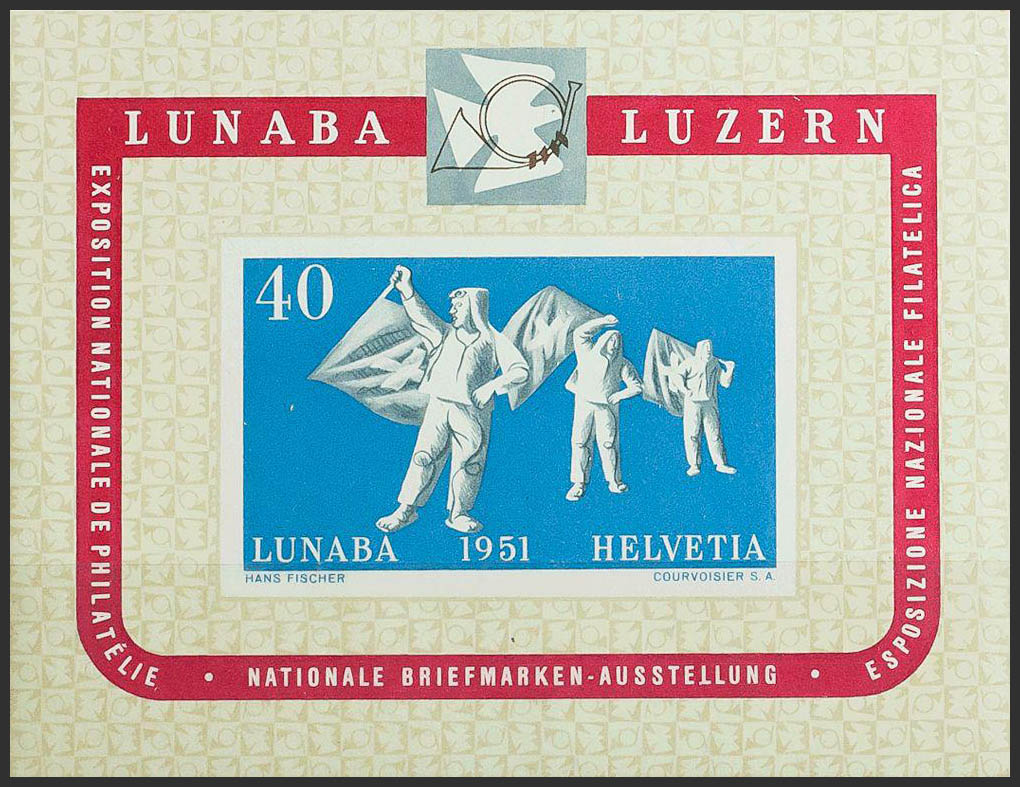 LUNABA LUZERN
EXPOSITION NATIONALE DE PHILATÉLIE
40
LUNABA 1951 HELVETIA
HANS FISCHER COURVOISIER S. A.
• NATIONALE BRIEFMARKEN-AUSSTELLUNG •
ESPOSIZIONE NAZIONALE FILATELICA